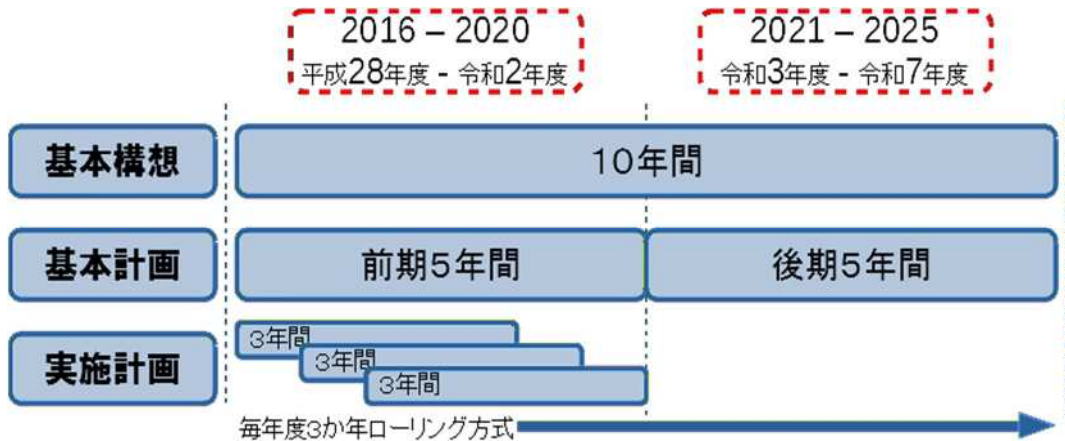 2016 – 2020
平成28年度 - 令和2年度
2021 – 2025
令和3年度 - 令和7年度
基本構想
10年間
基本計画
前期5年間
後期5年間
実施計画
3年間
3年間
3年間
毎年度3か年ローリング方式